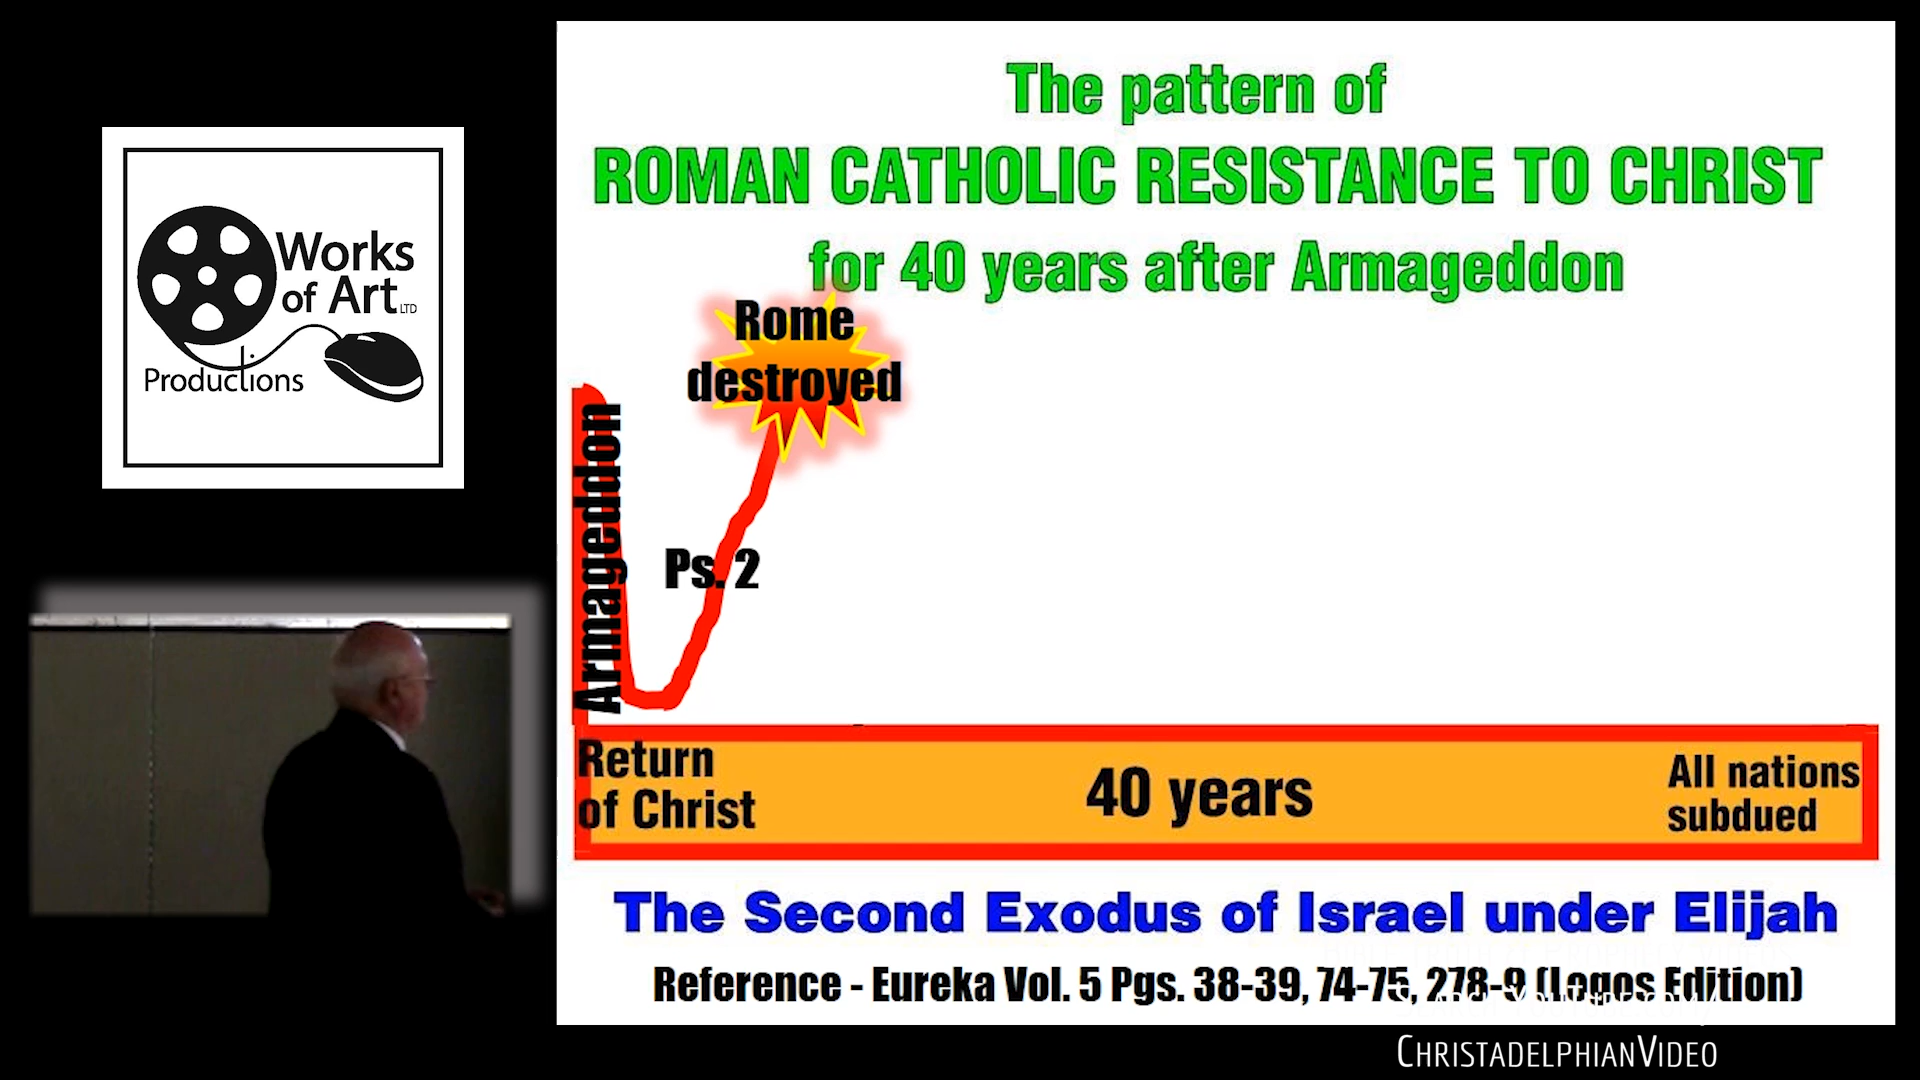 Works
of Art LTD
Productions
The pattern of
ROMAN CATHOLIC RESISTANCE TO CHRIST
for 40 years after Armageddon
Rome
destroyed
Armageddon
Ps. 2
Return
of Christ
40 years
All nations
subdued
The Second Exodus of Israel under Elijah
Reference - Eureka Vol. 5 Pgs. 38-39, 74-75, 278-9 (Logos Edition)
CHRISTADELPHIANVIDEO